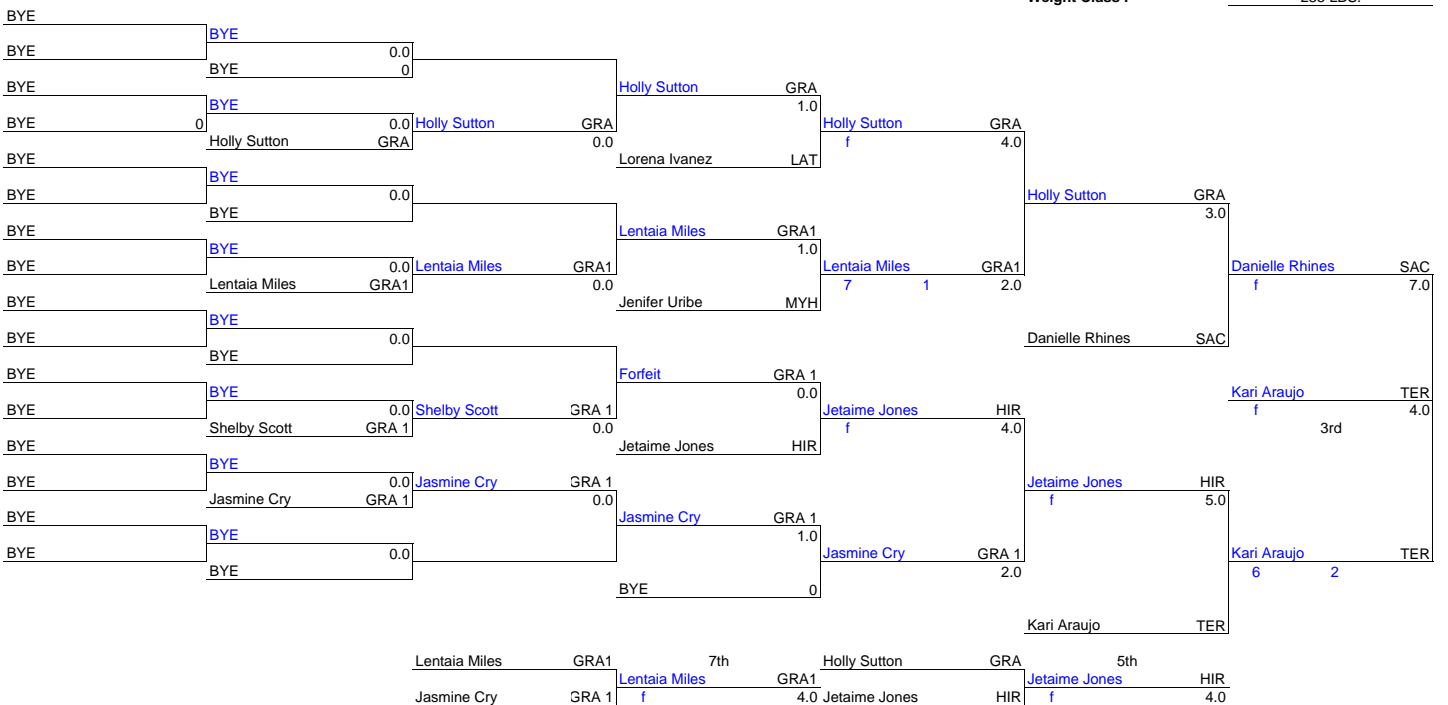 BYE
BYE
0.0
BYE
BYE 0
BYE Holly Sutton GRA
BYE 1.0
BYE 0 0.0 Holly Sutton GRA Holly Sutton GRA
Holly Sutton GRA 0.0 f 4.0
BYE Lorena Ivanez LAT
BYE
BYE 0.0 Holly Sutton GRA
BYE 3.0
BYE Lentaia Miles GRA1
BYE 1.0
BYE 0.0 Lentaia Miles GRA1 Lentaia Miles GRA1 Danielle Rhines SAC
Lentaia Miles GRA1 0.0 7 1 2.0 f 7.0
BYE Jenifer Uribe MYH
BYE
BYE 0.0 Danielle Rhines SAC
BYE
BYE Forfeit GRA 1
BYE 0.0 Kari Araujo TER
BYE 0.0 Shelby Scott GRA 1 Jetaime Jones HIR f 4.0
Shelby Scott GRA 1 0.0 f 4.0 3rd
BYE Jetaime Jones HIR
BYE
BYE 0.0 Jasmine Cry GRA 1 Jetaime Jones HIR
Jasmine Cry GRA 1 0.0 f 5.0
BYE Jasmine Cry GRA 1
BYE 1.0
BYE 0.0 Jasmine Cry GRA 1 Kari Araujo TER
BYE 2.0 6 2
BYE 0
Kari Araujo TER
Lentaia Miles GRA1 7th Holly Sutton GRA 5th
Lentaia Miles GRA1 Jetaime Jones HIR
Jasmine Cry GRA 1 f 4.0 Jetaime Jones HIR f 4.0